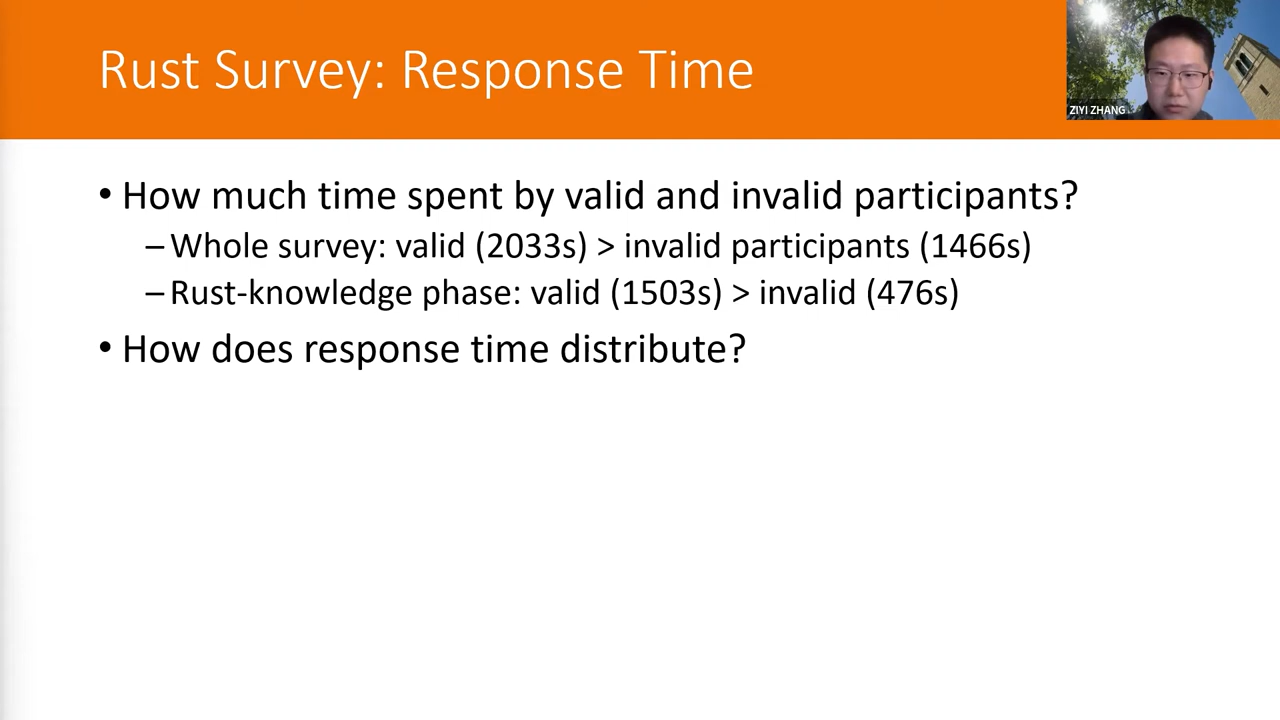 Rust Survey: Response Time
ZIYI ZHANG
• How much time spent by valid and invalid participants?
– Whole survey: valid (2033s) > invalid participants (1466s)
– Rust-knowledge phase: valid (1503s) > invalid (476s)
• How does response time distribute?